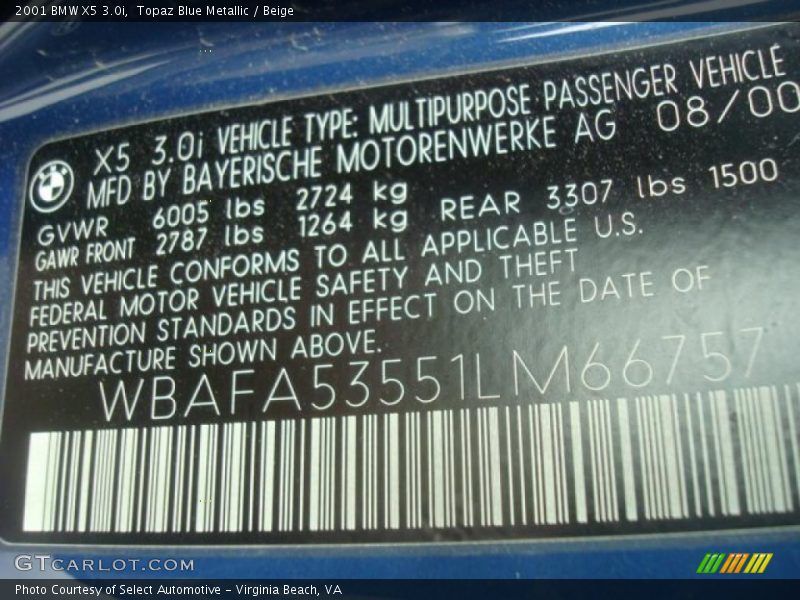 2001 BMW X5 3.0i, Topaz Blue Metallic / Beige
X5 3.0i VEHICLE TYPE: MULTIPURPOSE PASSENGER VEHICLE
MFD BY BAYERISCHE MOTORENWERKE AG 08/00
GVWR 6005 lbs 2724 kg
GAWR FRONT 2787 lbs 1264 kg REAR 3307 lbs 1500
THIS VEHICLE CONFORMS TO ALL APPLICABLE U.S.
FEDERAL MOTOR VEHICLE SAFETY AND THEFT
PREVENTION STANDARDS IN EFFECT ON THE DATE OF
MANUFACTURE SHOWN ABOVE.
WBAFA53551LM66757
GTCARLOT.COM
Photo Courtesy of Select Automotive - Virginia Beach, VA